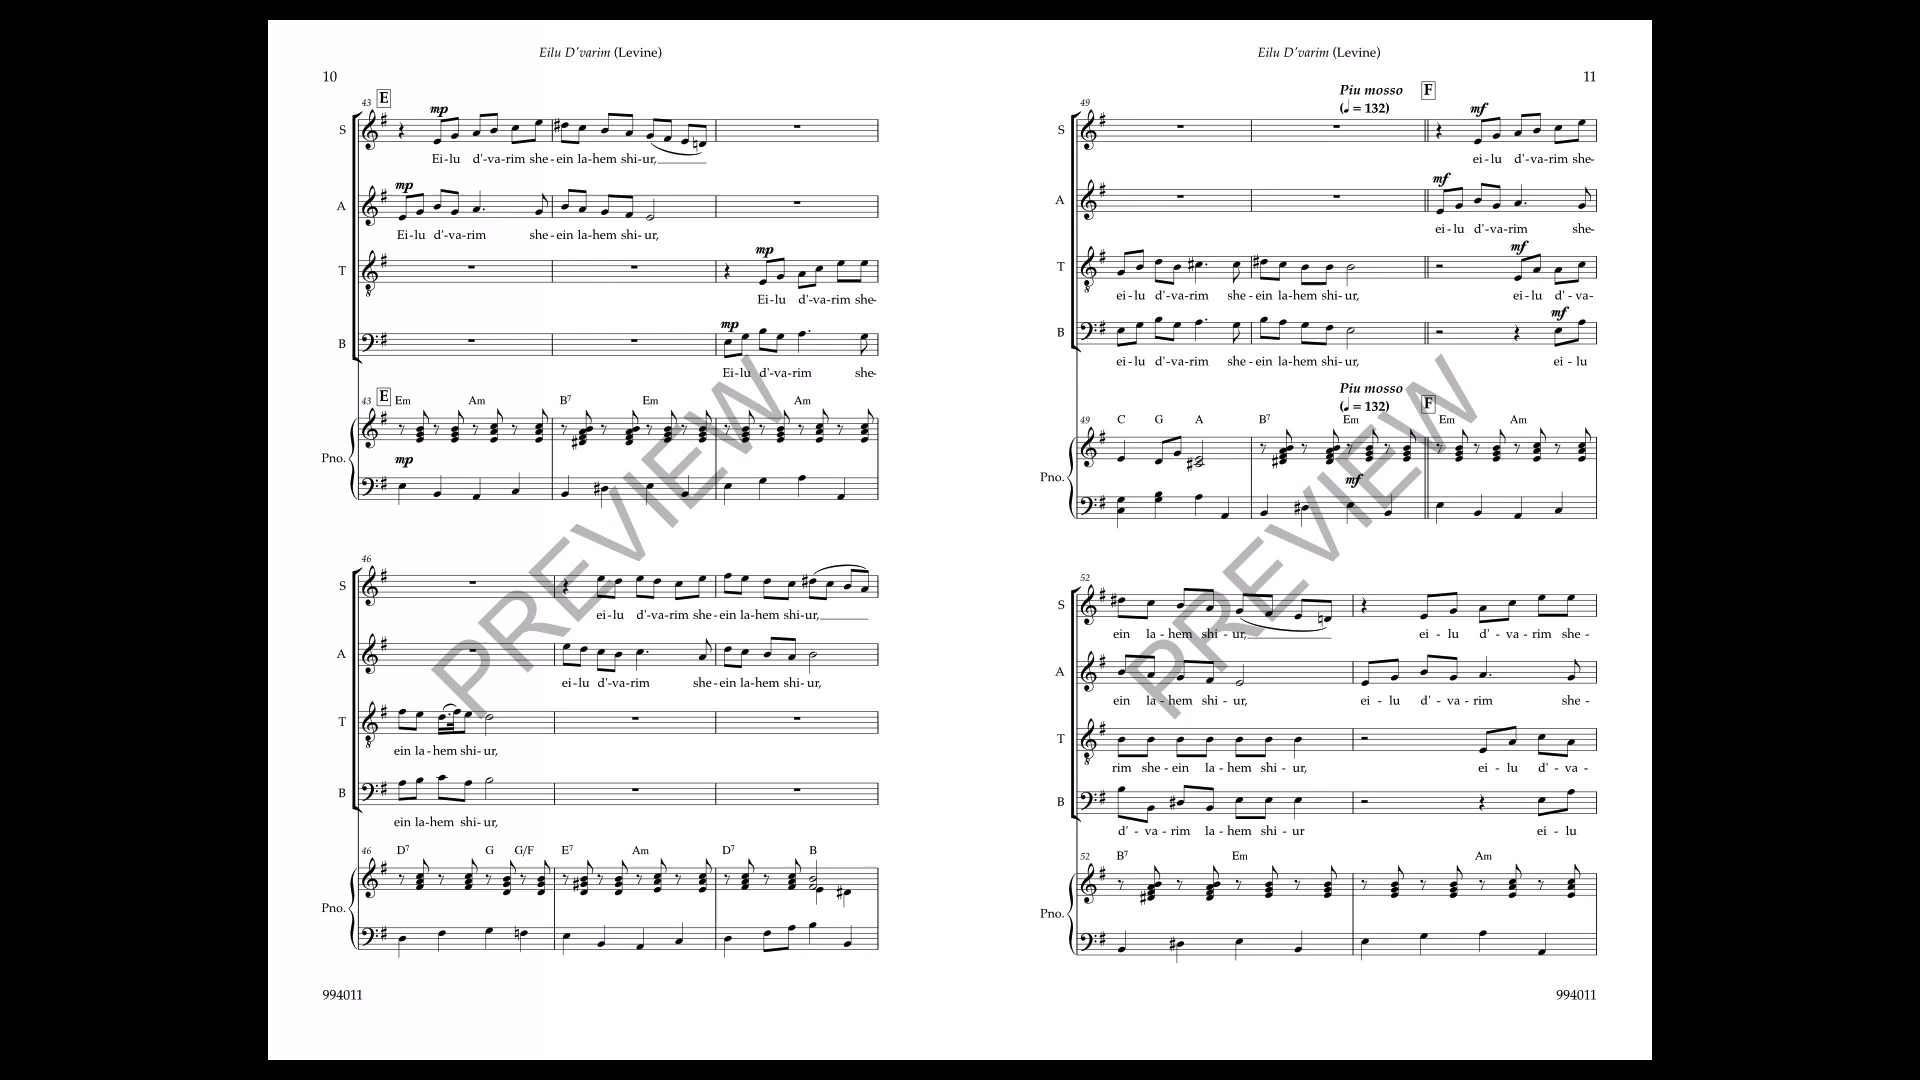 Eilu D'varim (Levine)
10
43 E
mp
S
Ei-lu d'-va-rim she-ein la-hem shi-ur,
mp
A
Ei-lu d'-va-rim she-ein la-hem shi-ur,
mp
T
Ei-lu d'-va-rim she-
mp
B
Ei-lu d'-va-rim she-
43 E Em Am B7 Em Am
Pno.
mp
46
S
ei-lu d'-va-rim she-ein la-hem shi-ur,
A
ei-lu d'-va-rim she-ein la-hem shi-ur,
T
ein la-hem shi-ur,
B
ein la-hem shi-ur,
46 D7 G G/F E7 Am D7 B
Pno.
994011
PREVIEW
Eilu D'varim (Levine)
11
Piu mosso F
49 (♩ = 132)
mf
S
ei-lu d'-va-rim she-
mf
A
ei-lu d'-va-rim she-
mf
T
ei-lu d'-va-rim she-ein la-hem shi-ur, ei-lu d'-va-
mf
B
ei-lu d'-va-rim she-ein la-hem shi-ur, ei-lu
Piu mosso F
(♩ = 132)
49 C G A B7 Em Em Am
Pno.
mf
52
S
ein la-hem shi-ur, ei-lu d'-va-rim she-
A
ein la-hem shi-ur, ei-lu d'-va-rim she-
T
rim she-ein la-hem shi-ur, ei-lu d'-va-
B
d'-va-rim la-hem shi-ur ei-lu
52 B7 Em Am
Pno.
994011
PREVIEW